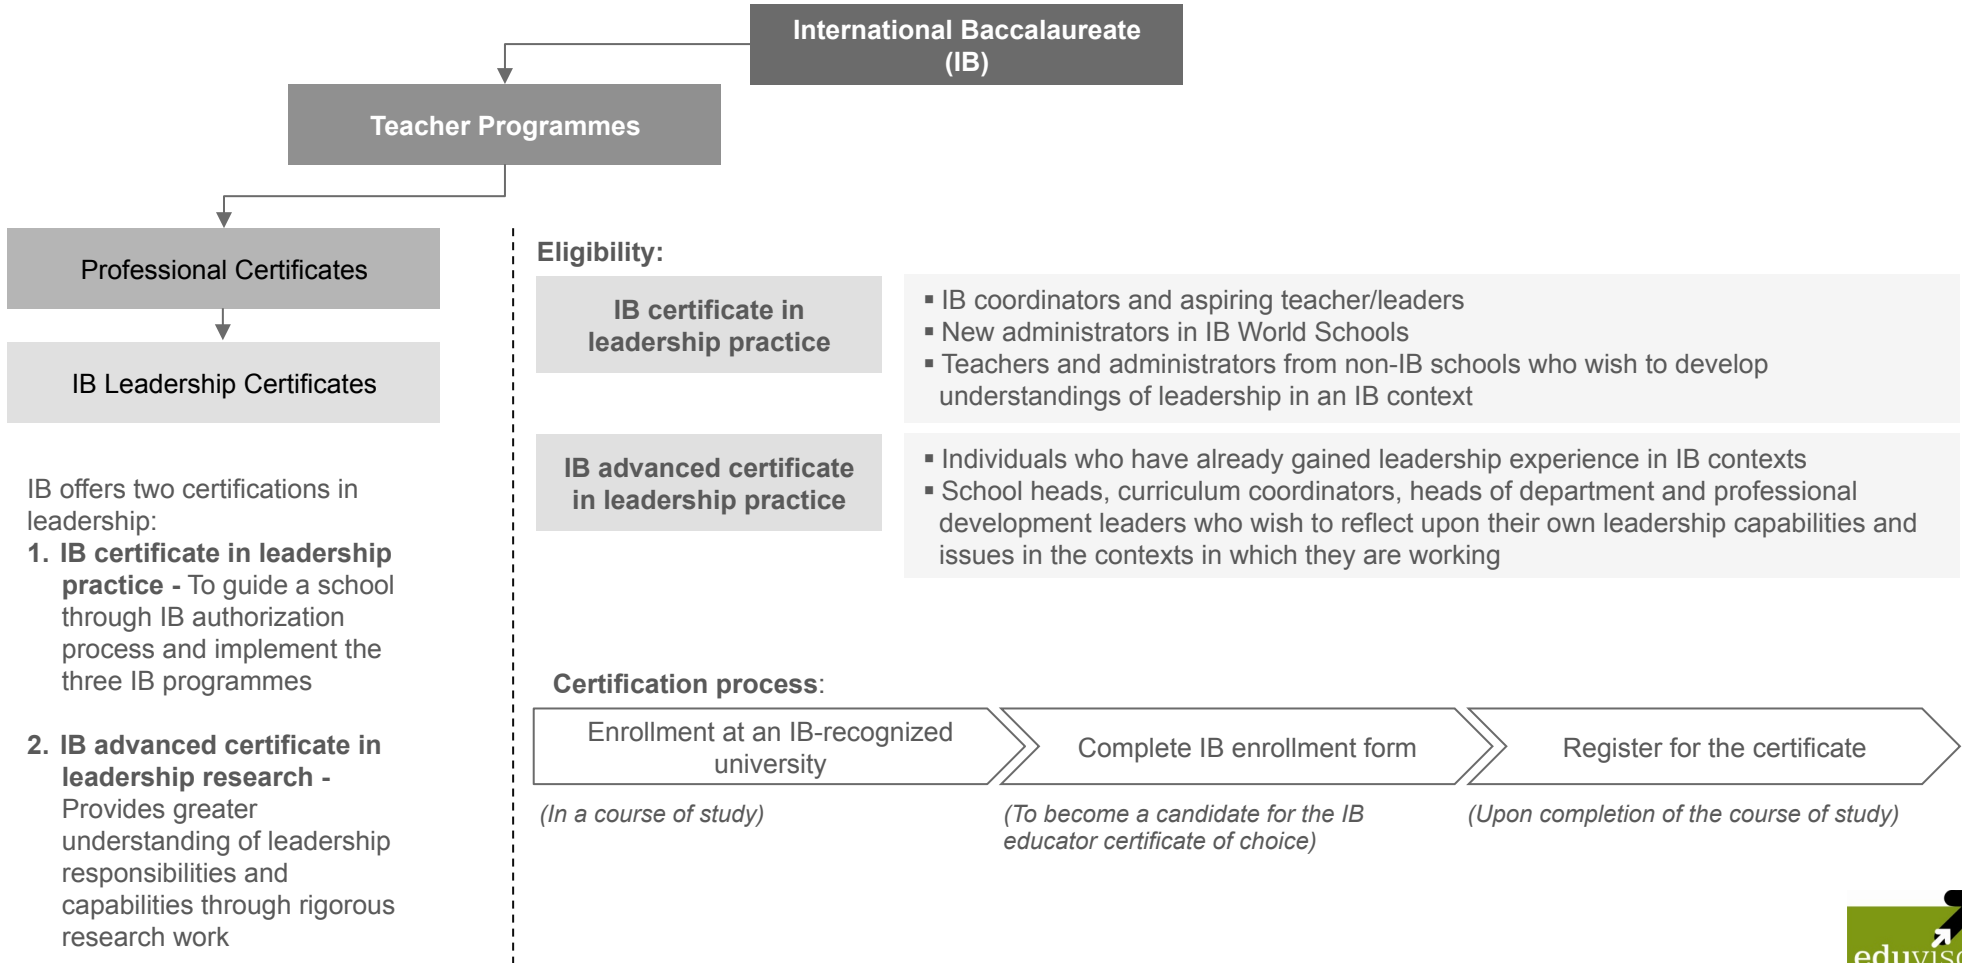 International Baccalaureate
(IB)
Teacher Programmes
Professional Certificates
IB Leadership Certificates
IB offers two certifications in
leadership:
1. IB certificate in leadership
practice - To guide a school
through IB authorization
process and implement the
three IB programmes
2. IB advanced certificate in
leadership research -
Provides greater
understanding of leadership
responsibilities and
capabilities through rigorous
research work
Eligibility:
IB certificate in
leadership practice
▪ IB coordinators and aspiring teacher/leaders
▪ New administrators in IB World Schools
▪ Teachers and administrators from non-IB schools who wish to develop
understandings of leadership in an IB context
IB advanced certificate
in leadership practice
▪ Individuals who have already gained leadership experience in IB contexts
▪ School heads, curriculum coordinators, heads of department and professional
development leaders who wish to reflect upon their own leadership capabilities and
issues in the contexts in which they are working
Certification process:
Enrollment at an IB-recognized
university
(In a course of study)
Complete IB enrollment form
(To become a candidate for the IB
educator certificate of choice)
Register for the certificate
(Upon completion of the course of study)